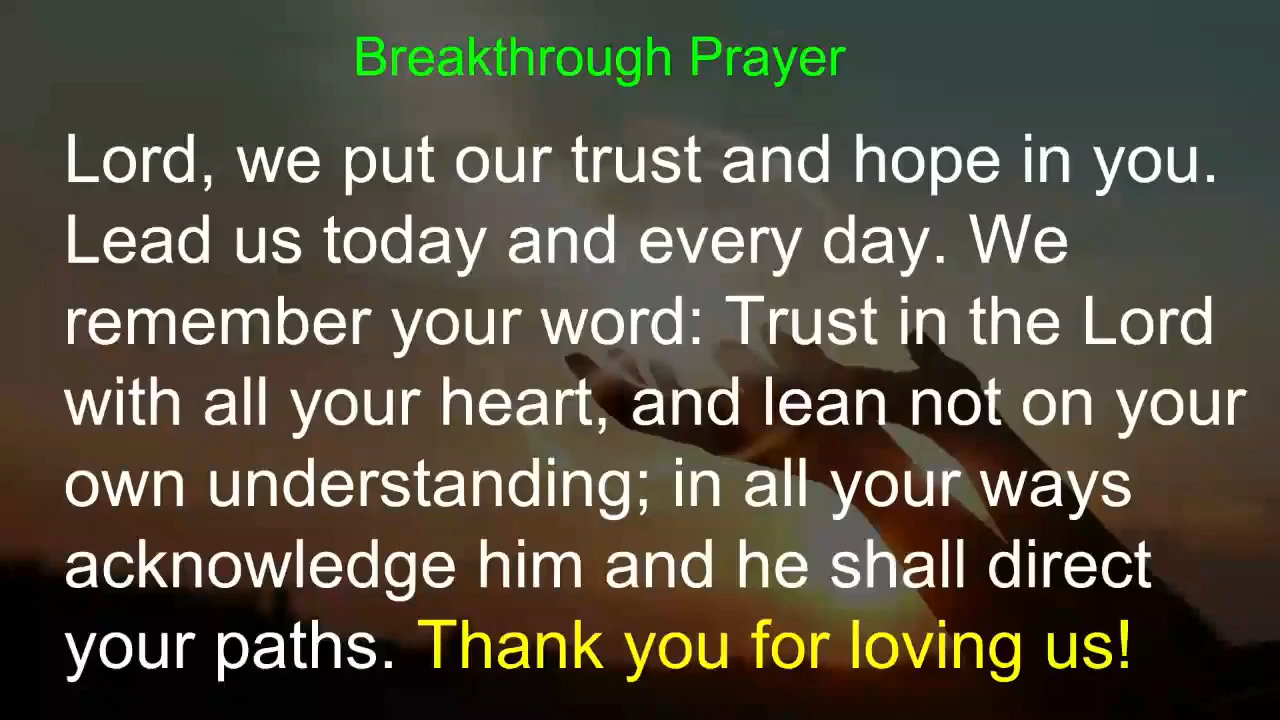 Breakthrough Prayer
Lord, we put our trust and hope in you.
Lead us today and every day. We
remember your word: Trust in the Lord
with all your heart, and lean not on your
own understanding; in all your ways
acknowledge him and he shall direct
your paths. Thank you for loving us!